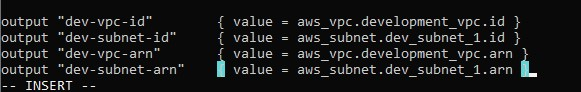 output "dev-vpc-id"        { value = aws_vpc.development_vpc.id }
output "dev-subnet-id"     { value = aws_subnet.dev_subnet_1.id }
output "dev-vpc-arn"       { value = aws_vpc.development_vpc.arn }
output "dev-subnet-arn"    { value = aws_subnet.dev_subnet_1.arn }
-- INSERT --